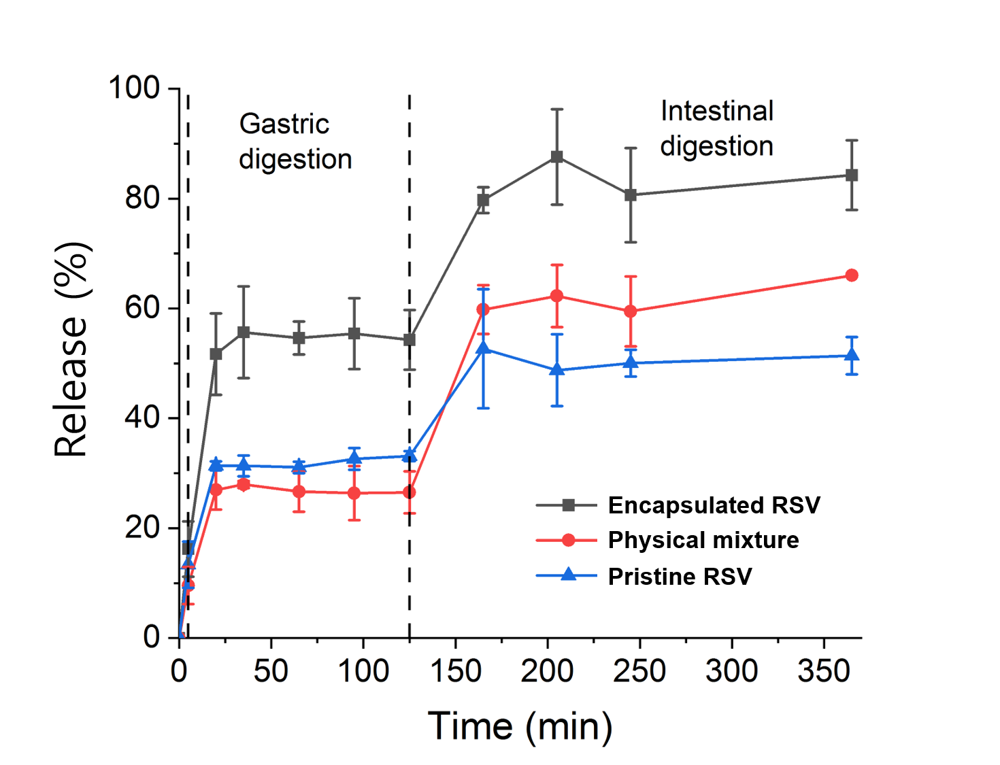 100
80
60
40
20
0
Release (%)
Gastric
digestion
Intestinal
digestion
Encapsulated RSV
Physical mixture
Pristine RSV
0 50 100 150 200 250 300 350
Time (min)